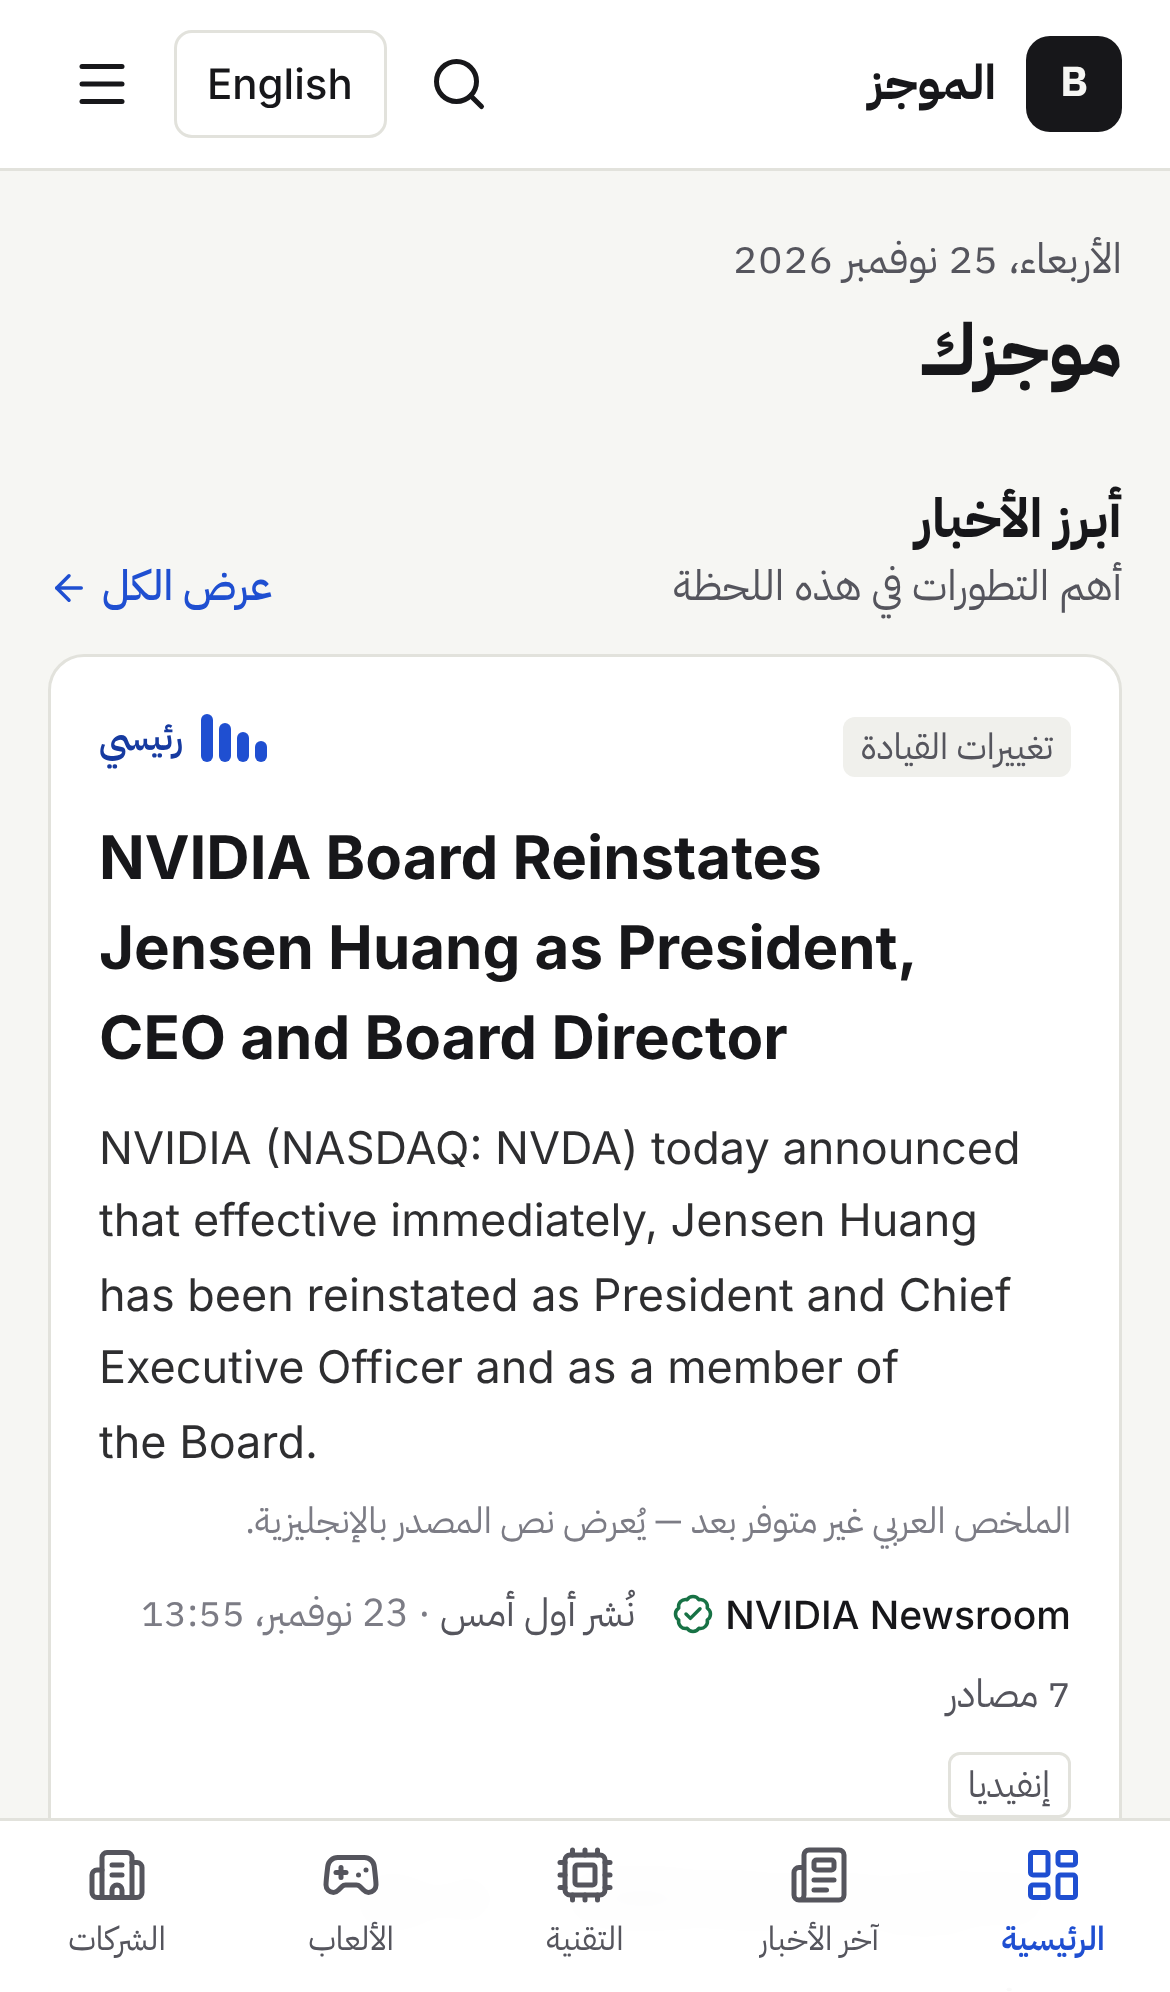 B
الموجز
English
الأربعاء، 25 نوفمبر 2026
موجزك
أبرز الأخبار
أهم التطورات في هذه اللحظة
عرض الكل
تغييرات القيادة
رئيسي
NVIDIA Board Reinstates
Jensen Huang as President,
CEO and Board Director
NVIDIA (NASDAQ: NVDA) today announced
that effective immediately, Jensen Huang
has been reinstated as President and Chief
Executive Officer and as a member of
the Board.
الملخص العربي غير متوفر بعد — يُعرض نص المصدر بالإنجليزية.
NVIDIA Newsroom نُشر أول أمس · 23 نوفمبر، 13:55
7 مصادر
إنفيديا
الرئيسية
آخر الأخبار
التقنية
الألعاب
الشركات